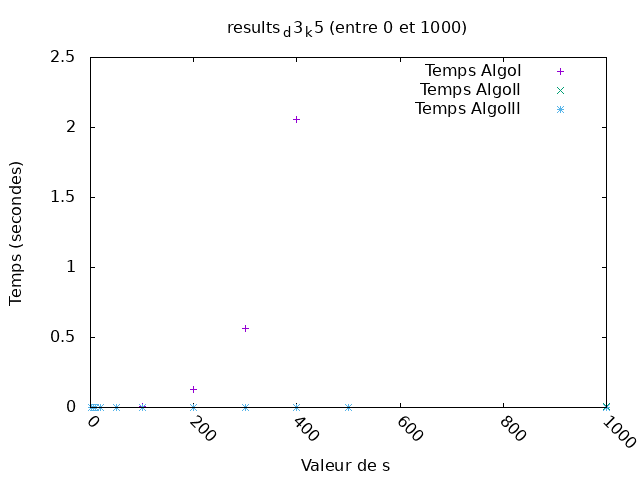 results_d3_k5 (entre 0 et 1000)
Temps AlgoI
Temps AlgoII
Temps AlgoIII
2.5
2
1.5
1
0.5
0
Temps (secondes)
0 200 400 600 800 1000
Valeur de s